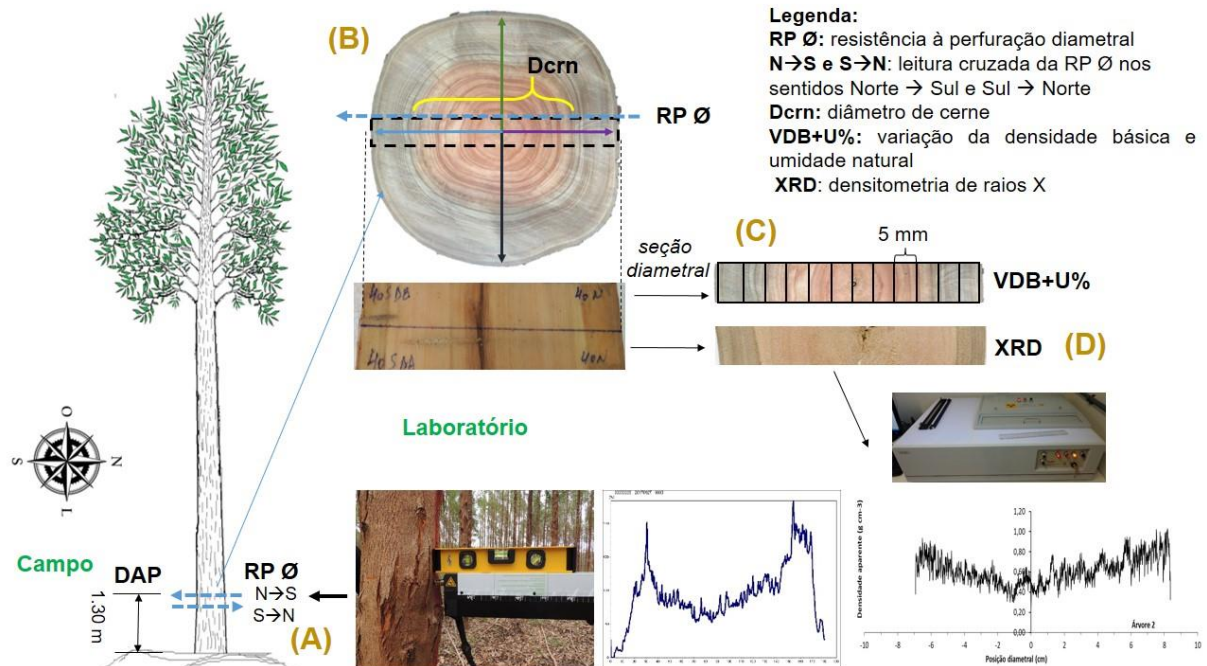 (B)
Dcrn
RP Ø
Legenda:
RP Ø: resistência à perfuração diametral
N→S e S→N: leitura cruzada da RP Ø nos
sentidos Norte → Sul e Sul → Norte
Dcrn: diâmetro de cerne
VDB+U%: variação da densidade básica e
umidade natural
XRD: densitometria de raios X
seção
diametral
(C)
5 mm
VDB+U%
40N
40N
XRD
(D)
Laboratório
O
S
N
L
Campo
DAP
1.30 m
RP Ø
N→S
S→N
(A)
Densidade aparente (g cm-3)
1,20
1,00
0,80
0,60
0,40
0,20
0,00
Árvore 2
-10 -8 -6 -4 -2 0 2 4 6 8 10
Posição diametral (cm)